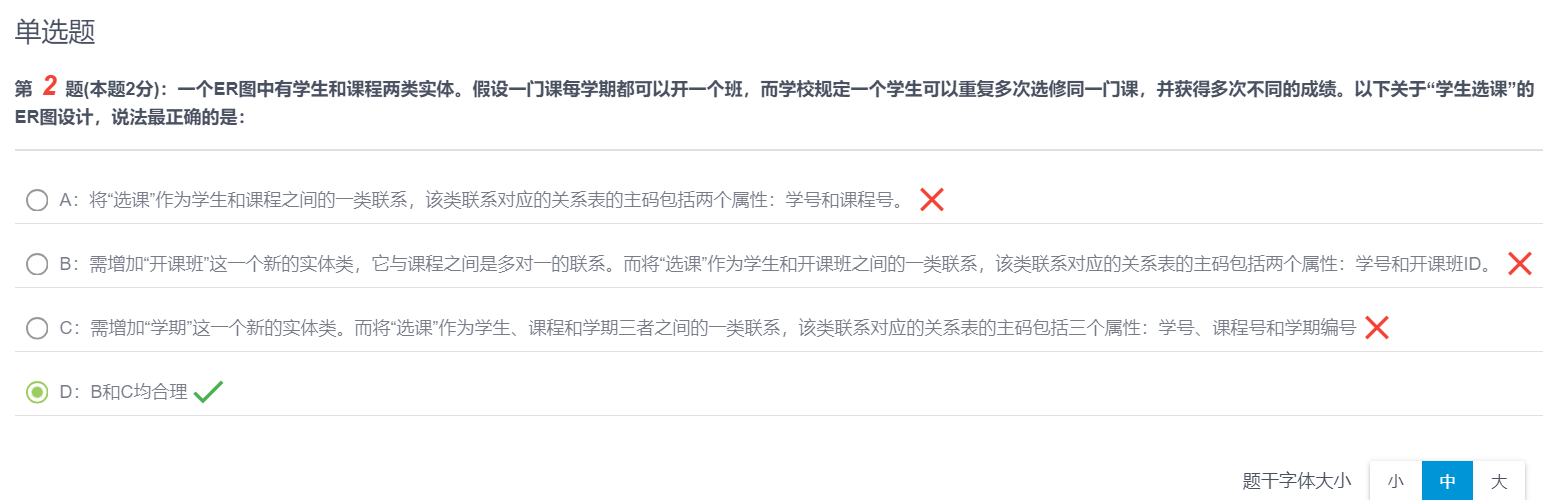 单选题
第 2 题(本题2分)：一个ER图中有学生和课程两类实体。假设一门课每学期都可以开一个班，而学校规定一个学生可以重复多次选修同一门课，并获得多次不同的成绩。以下关于“学生选课”的
ER图设计，说法最正确的是：
A：将“选课”作为学生和课程之间的一类联系，该类联系对应的关系表的主码包括两个属性：学号和课程号。
B：需增加“开课班”这一个新的实体类，它与课程之间是多对一的联系。而将“选课”作为学生和开课班之间的一类联系，该类联系对应的关系表的主码包括两个属性：学号和开课班ID。
C：需增加“学期”这一个新的实体类。而将“选课”作为学生、课程和学期三者之间的一类联系，该类联系对应的关系表的主码包括三个属性：学号、课程号和学期编号
D：B和C均合理
题干字体大小 小 中 大